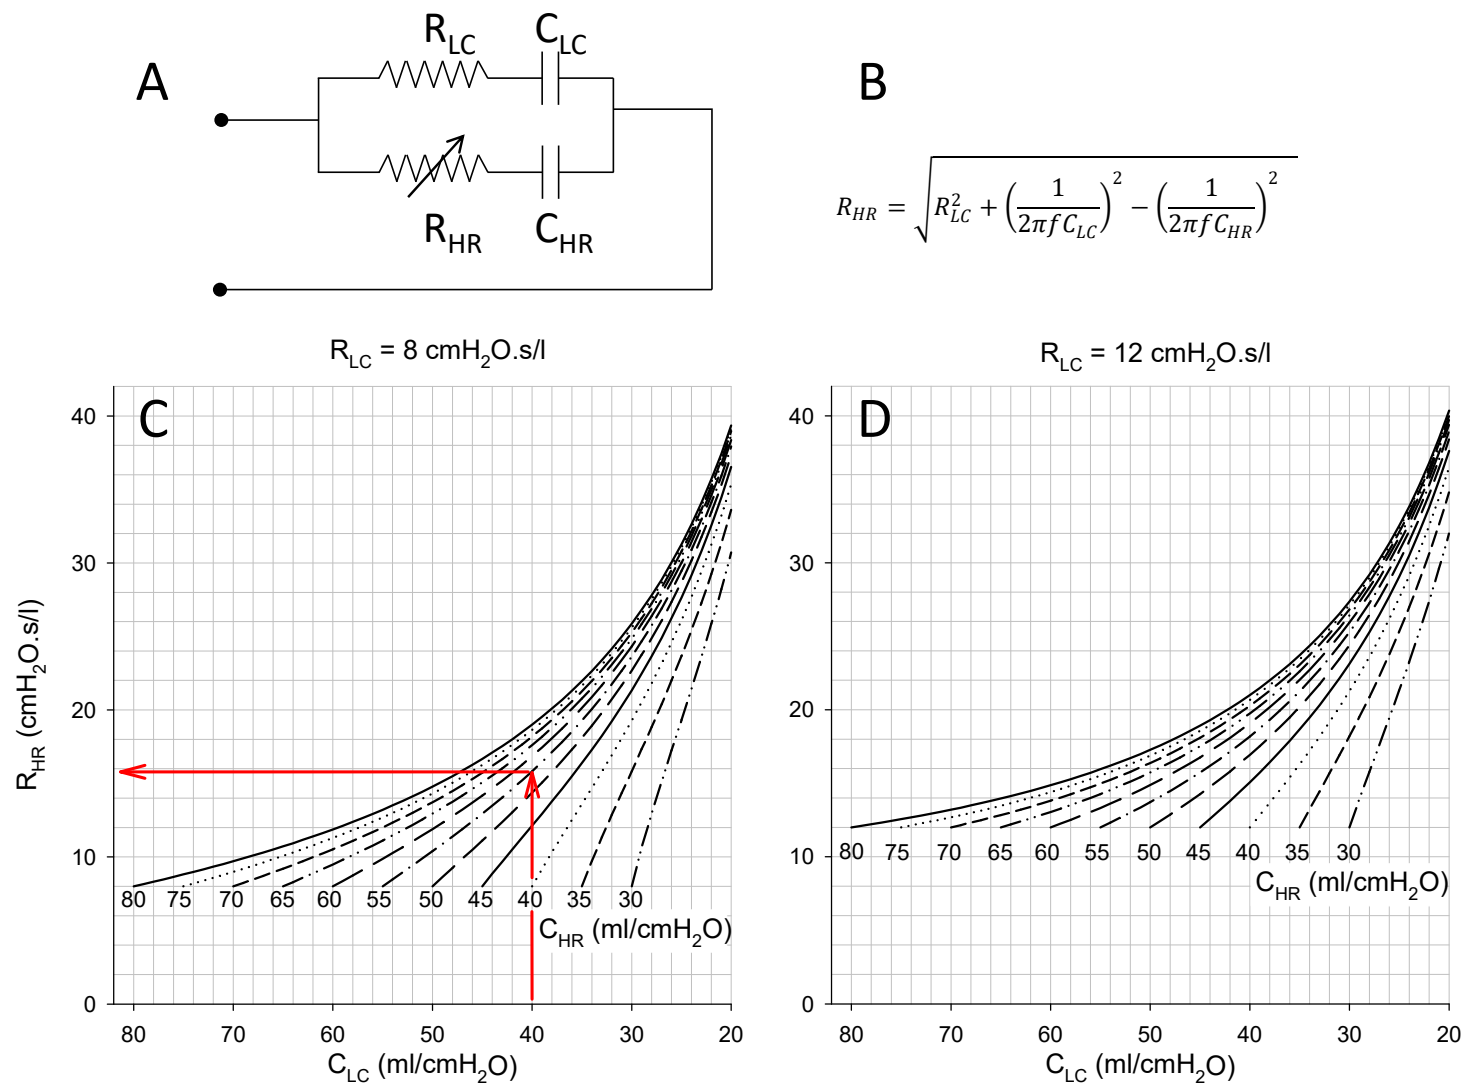 A
R_LC C_LC
R_HR C_HR
B
R_HR = √(R_LC^2 + (1/(2πfC_LC))^2 − (1/(2πfC_HR))^2)
R_LC = 8 cmH₂O.s/l
C
40
30
20
10
0
R_HR (cmH₂O.s/l)
80 75 70 65 60 55 50 45 40 35 30
C_HR (ml/cmH₂O)
80 70 60 50 40 30 20
C_LC (ml/cmH₂O)
R_LC = 12 cmH₂O.s/l
D
40
30
20
10
0
80 75 70 65 60 55 50 45 40 35 30
C_HR (ml/cmH₂O)
80 70 60 50 40 30 20
C_LC (ml/cmH₂O)